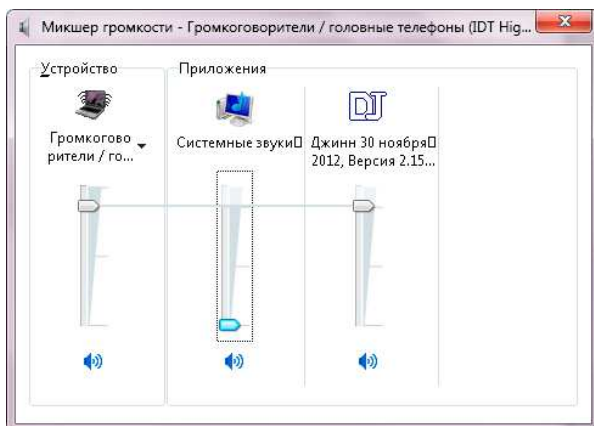 Микшер громкости - Громкоговорители / головные телефоны (IDT Hig...
Устройство
Приложения
Громкогово
рители / го...
Системные звуки
DJ
Джинн 30 ноября
2012, Версия 2.15...